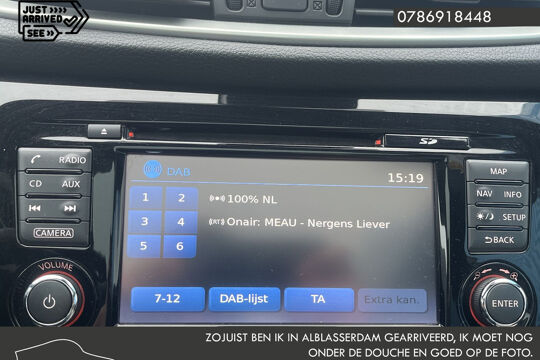 JUST
ARRIVED
SEE >>
0786918448
SD
RADIO
CD AUX
CAMERA
VOLUME
DAB
15:19
1 2
3 4
5 6
100% NL
RT Onair: MEAU - Nergens Liever
7-12 DAB-lijst TA Extra kan.
MAP
NAV INFO
SETUP
BACK
ENTER
ZOJUIST BEN IK IN ALBLASSERDAM GEARRIVEERD, IK MOET NOG
ONDER DE DOUCHE EN GOED OP DE FOTO.